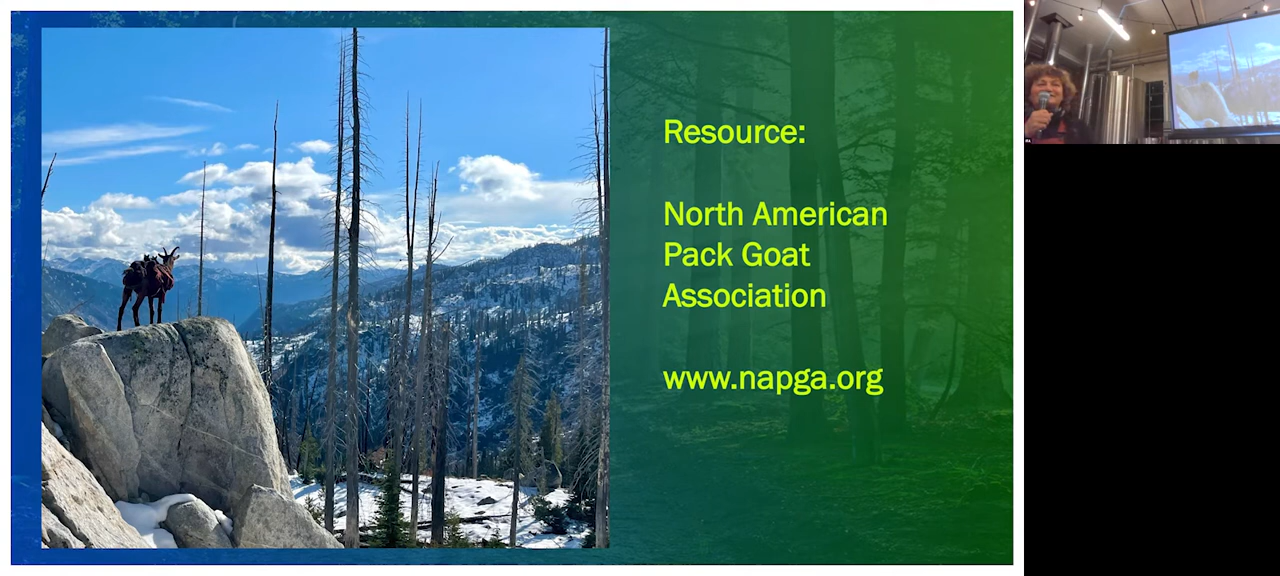 Resource:
North American
Pack Goat
Association
www.napga.org